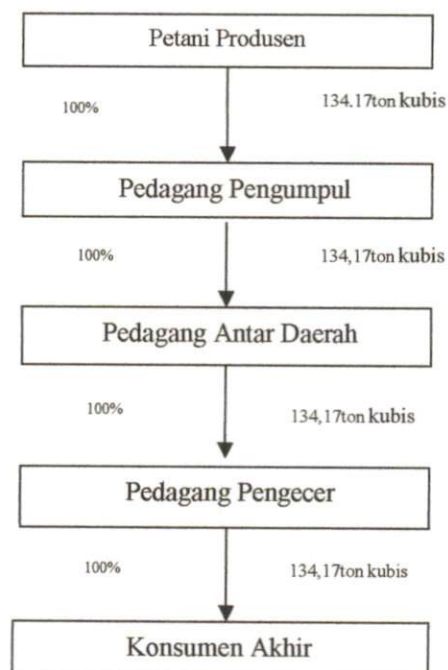 Petani Produsen
100% 134.17ton kubis
Pedagang Pengumpul
100% 134,17ton kubis
Pedagang Antar Daerah
100% 134,17ton kubis
Pedagang Pengecer
100% 134,17ton kubis
Konsumen Akhir